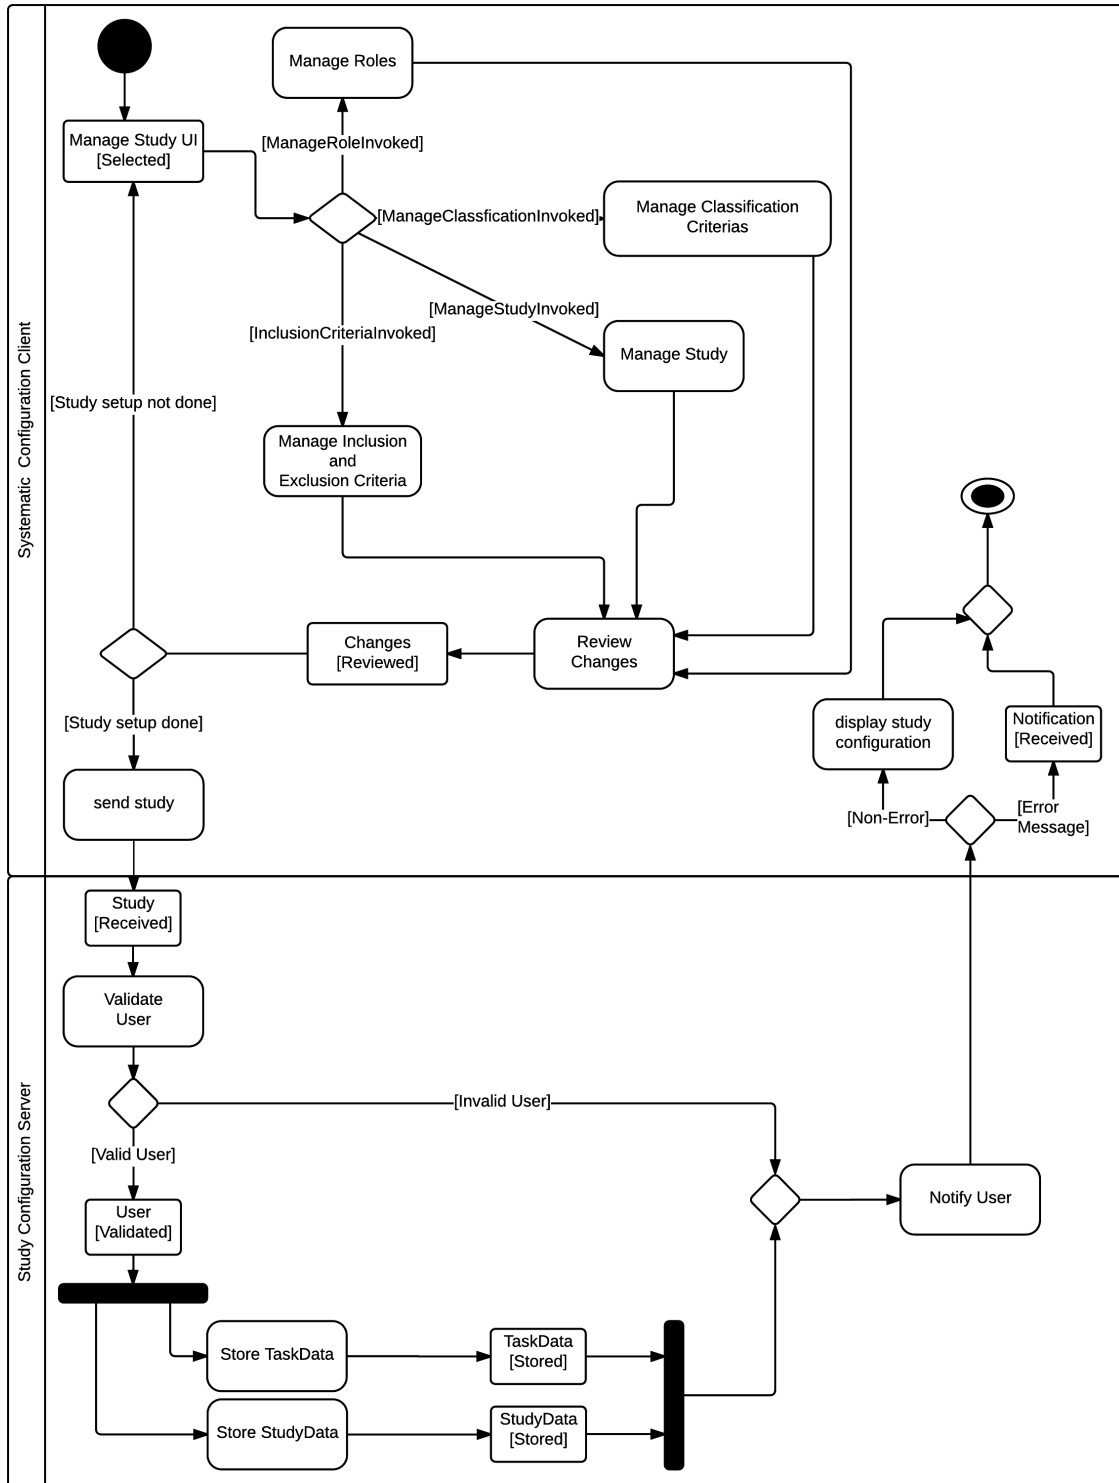 Systematic  Configuration Client
Manage Roles
Manage Study UI
[Selected]
[ManageRoleInvoked]
[ManageClassficationInvoked]
Manage Classification
Criterias
[ManageStudyInvoked]
[InclusionCriteriaInvoked]
Manage Study
[Study setup not done]
Manage Inclusion
and
Exclusion Criteria
Changes
[Reviewed]
Review
Changes
[Study setup done]
display study
configuration
Notification
[Received]
send study
[Non-Error]
[Error
Message]
Study Configuration Server
Study
[Received]
Validate
User
[Invalid User]
[Valid User]
User
[Validated]
Notify User
Store TaskData
TaskData
[Stored]
Store StudyData
StudyData
[Stored]